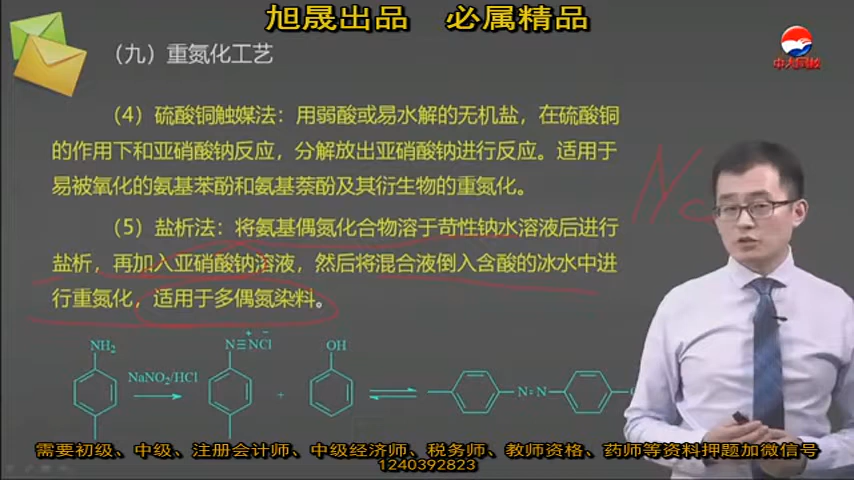 旭晟出品 必属精品
（九）重氮化工艺
中大网校
（4）硫酸铜触媒法：用弱酸或易水解的无机盐，在硫酸铜
的作用下和亚硝酸钠反应，分解放出亚硝酸钠进行反应。适用于
易被氧化的氨基苯酚和氨基萘酚及其衍生物的重氮化。
（5）盐析法：将氨基偶氮化合物溶于苛性钠水溶液后进行
盐析，再加入亚硝酸钠溶液，然后将混合液倒入含酸的冰水中进
行重氮化，适用于多偶氮染料。
NH₂
NaNO₂/HCl
N≡NCl
+ −
+
OH
N=N
需要初级、中级、注册会计师、中级经济师、税务师、教师资格、药师等资料押题加微信号
1240392823